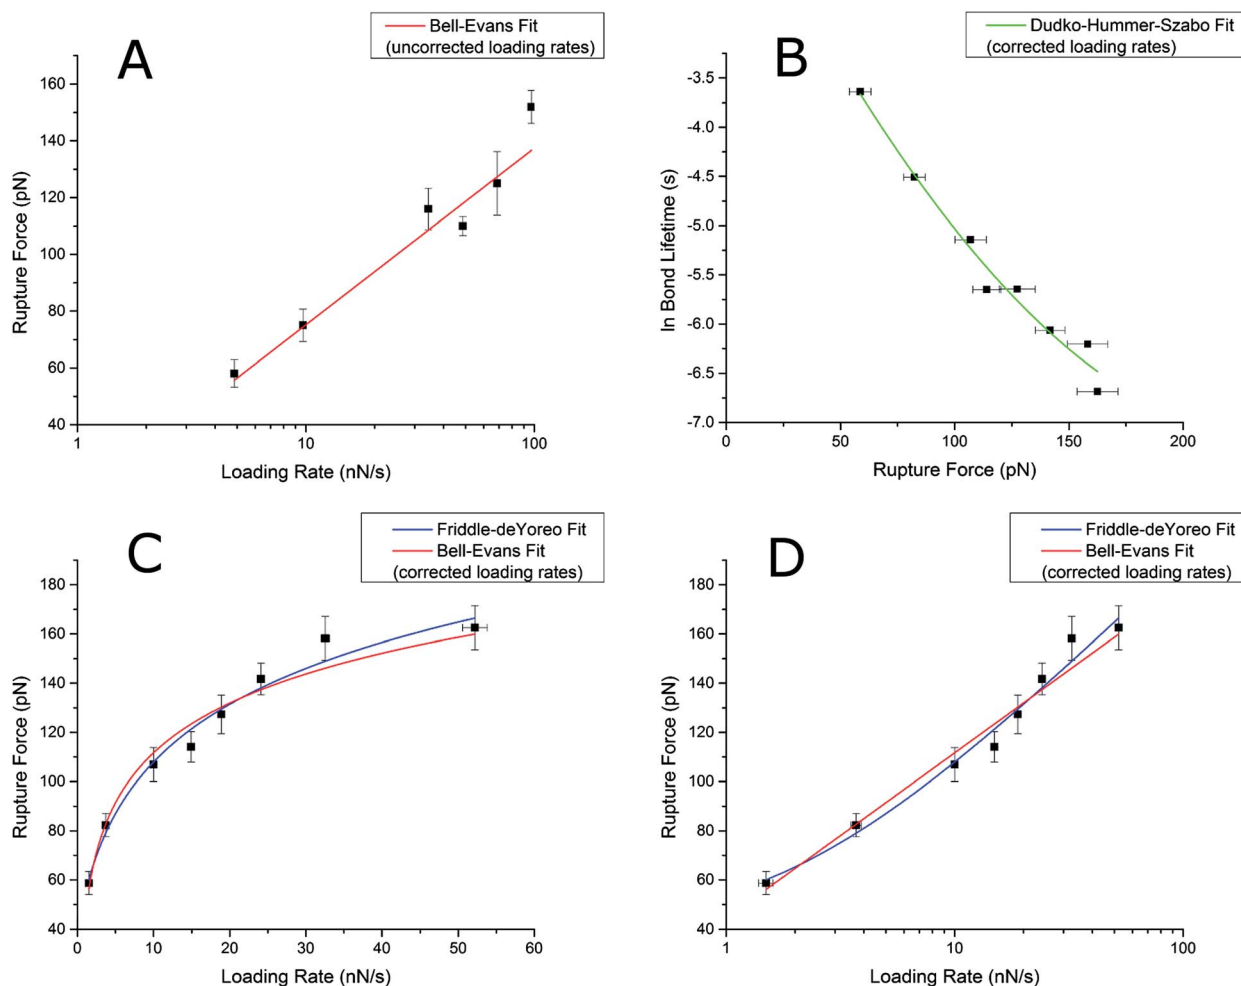 Bell-Evans Fit
(uncorrected loading rates)
A
160
140
120
100
80
60
40
1
10
100
Rupture Force (pN)
Loading Rate (nN/s)
Dudko-Hummer-Szabo Fit
(corrected loading rates)
B
-3.5
-4.0
-4.5
-5.0
-5.5
-6.0
-6.5
-7.0
0
50
100
150
200
ln Bond Lifetime (s)
Rupture Force (pN)
Friddle-deYoreo Fit
Bell-Evans Fit
(corrected loading rates)
C
180
160
140
120
100
80
60
40
0
10
20
30
40
50
60
Rupture Force (pN)
Loading Rate (nN/s)
Friddle-deYoreo Fit
Bell-Evans Fit
(corrected loading rates)
D
180
160
140
120
100
80
60
40
1
10
100
Rupture Force (pN)
Loading Rate (nN/s)